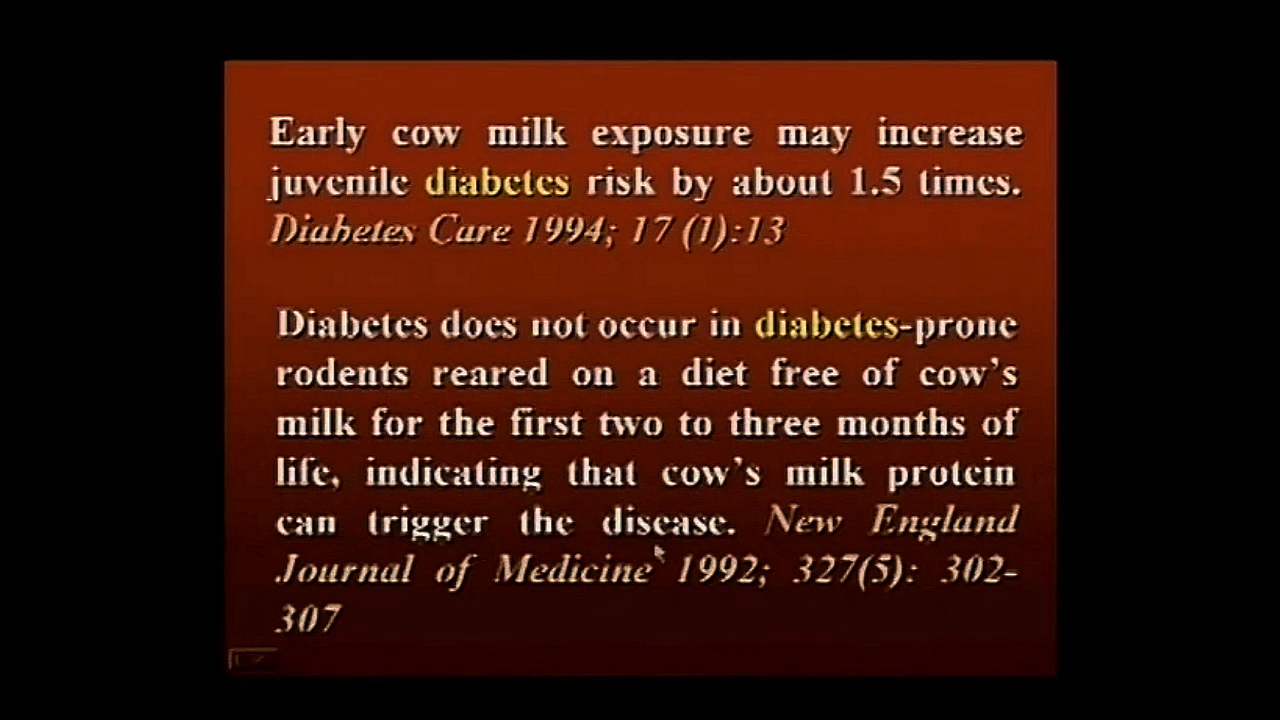 Early cow milk exposure may increase
juvenile diabetes risk by about 1.5 times.
Diabetes Care 1994; 17 (1):13
Diabetes does not occur in diabetes-prone
rodents reared on a diet free of cow's
milk for the first two to three months of
life, indicating that cow's milk protein
can trigger the disease. New England
Journal of Medicine 1992; 327(5): 302-
307